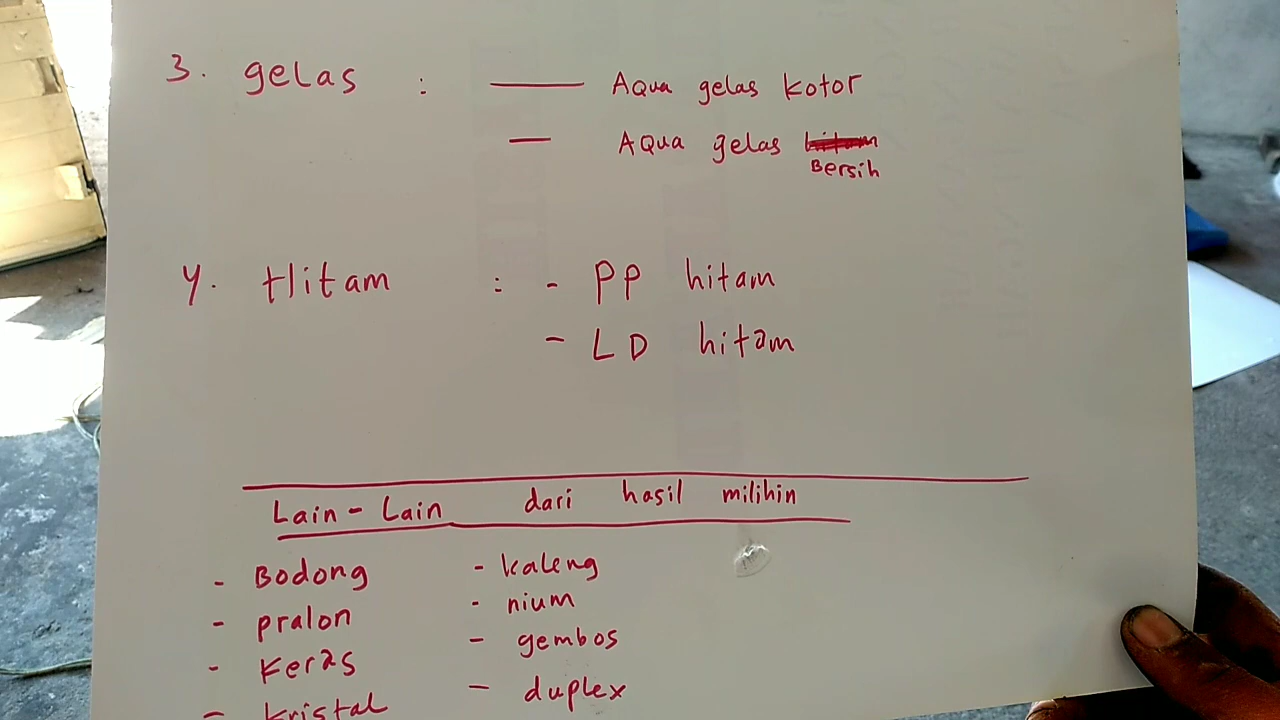 3. gelas : — Aqua gelas kotor
— AQua gelas
Bersih
4. Hitam : - PP hitam
- LD hitam
Lain - Lain dari hasil milihin
- Bodong - kaleng
- pralon - nium
- Keras - gembos
- kristal - duplex